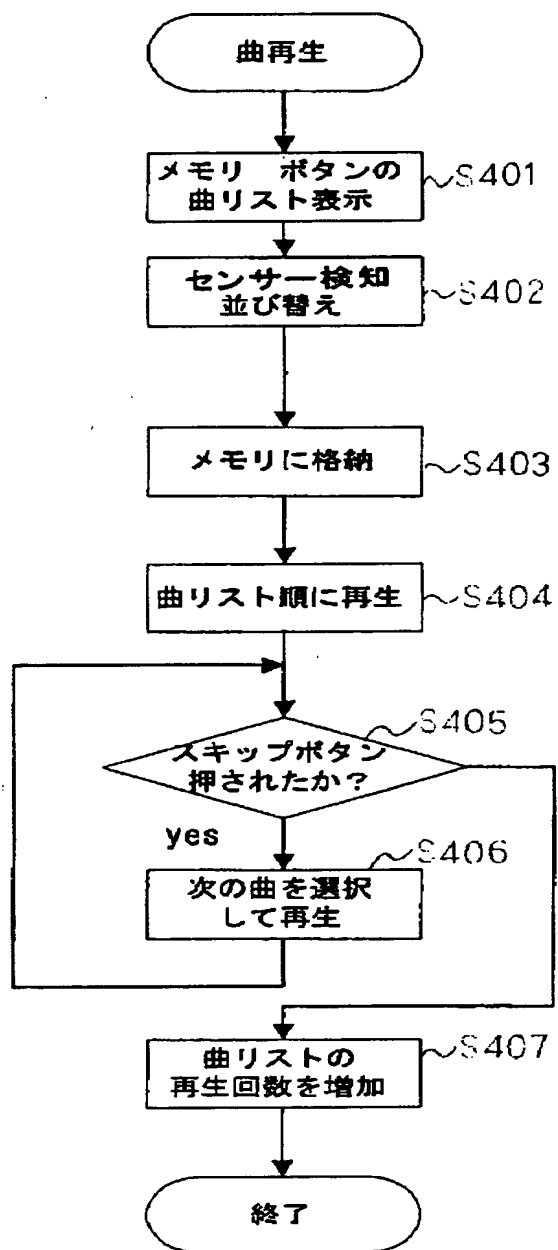 曲再生
メモリ ボタンの
曲リスト表示
S401
センサー検知
並び替え
S402
メモリに格納
S403
曲リスト順に再生
S404
S405
スキップボタン
押されたか?
yes
S406
次の曲を選択
して再生
S407
曲リストの
再生回数を増加
終了